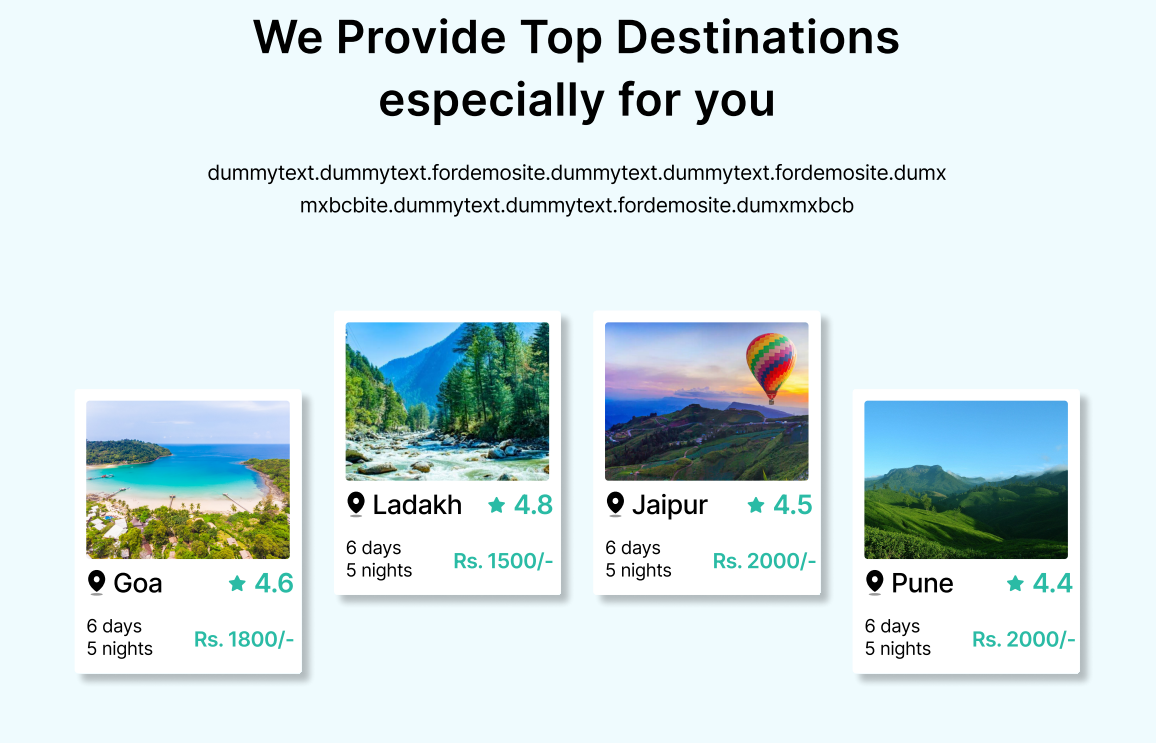 We Provide Top Destinations
especially for you
dummytext.dummytext.fordemosite.dummytext.dummytext.fordemosite.dumx
mxbcbite.dummytext.dummytext.fordemosite.dumxmxbcb
Goa 4.6
6 days
5 nights
Rs. 1800/-
Ladakh 4.8
6 days
5 nights
Rs. 1500/-
Jaipur 4.5
6 days
5 nights
Rs. 2000/-
Pune 4.4
6 days
5 nights
Rs. 2000/-